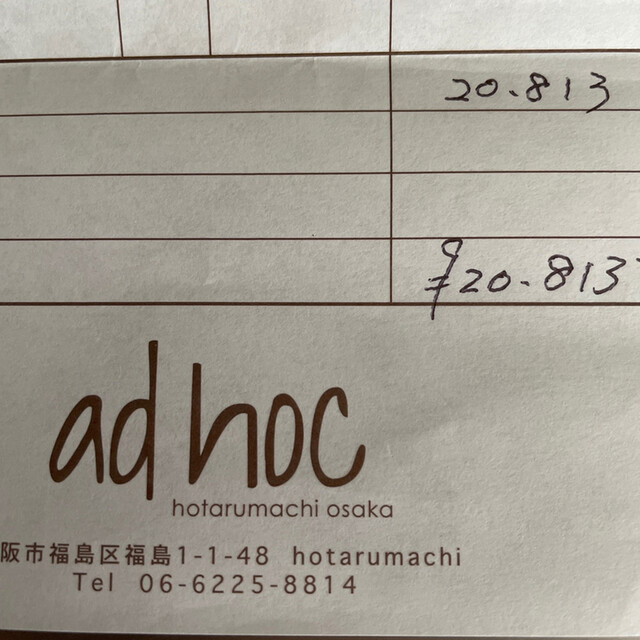 20.813
¥20.813
ad hoc
hotarumachi osaka
阪市福島区福島1-1-48 hotarumachi
Tel 06-6225-8814